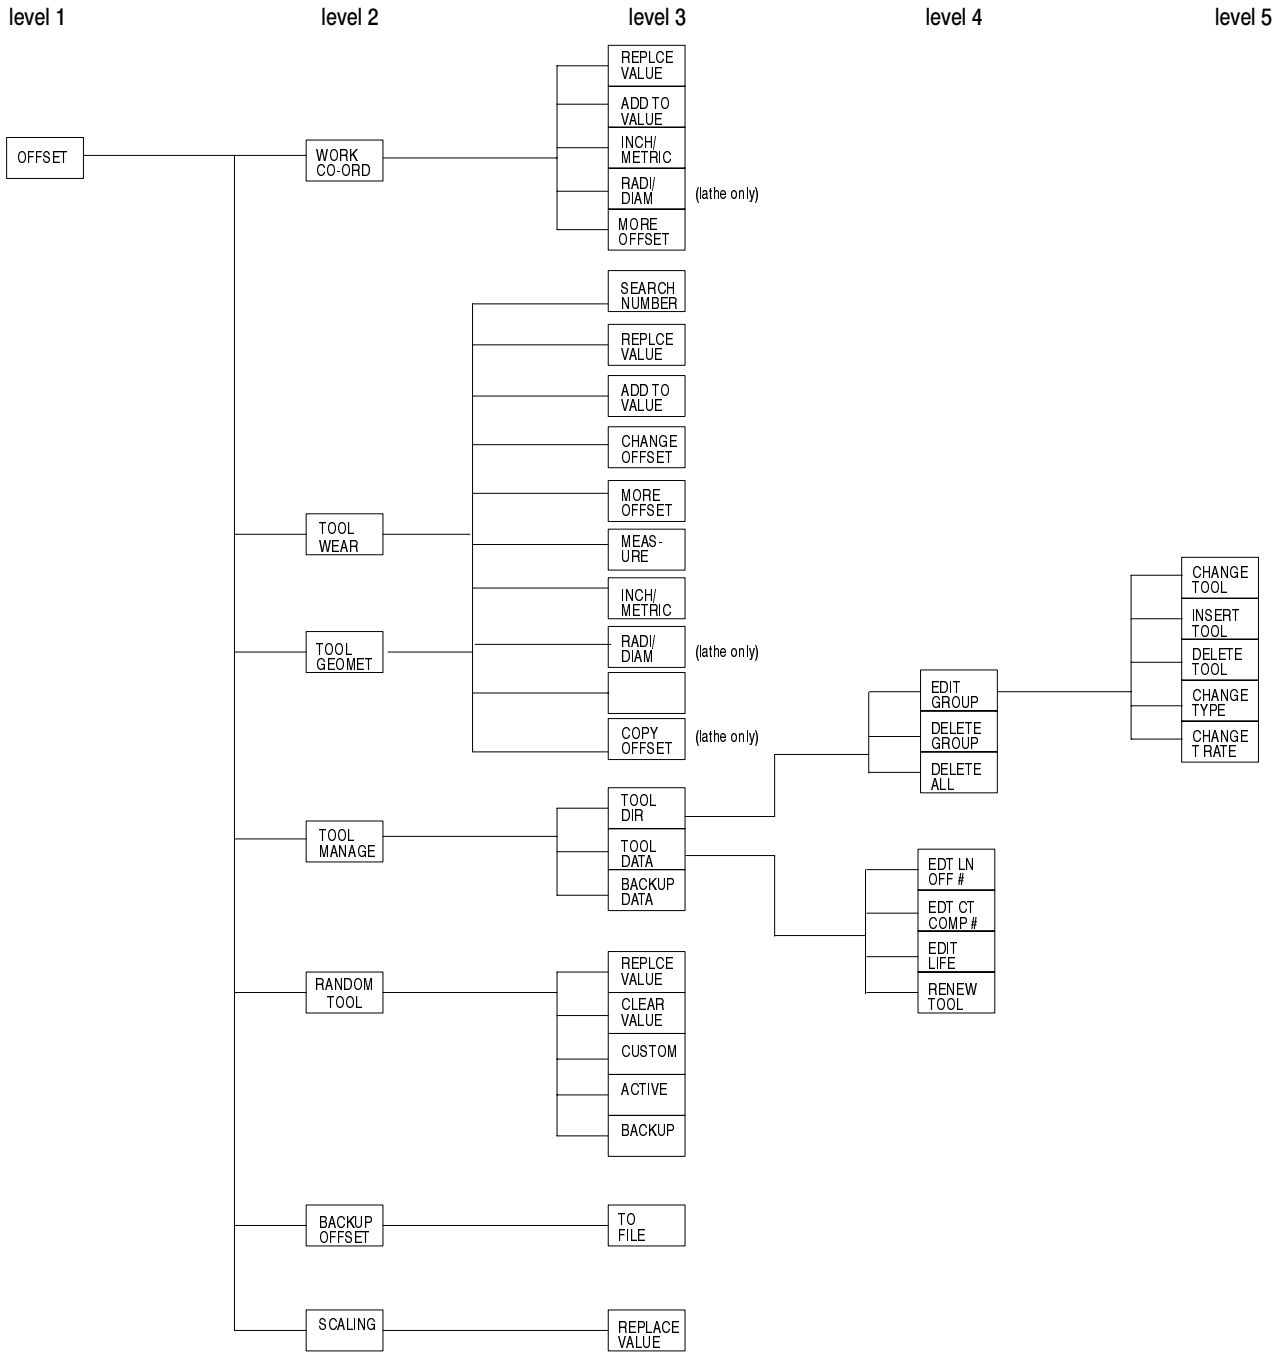 level 1
level 2
level 3
level 4
level 5
OFFSET
WORK
CO-ORD
REPLCE
VALUE
ADD TO
VALUE
INCH/
METRIC
RADI/
DIAM
(lathe only)
MORE
OFFSET
TOOL
WEAR
TOOL
GEOMET
SEARCH
NUMBER
REPLCE
VALUE
ADD TO
VALUE
CHANGE
OFFSET
MORE
OFFSET
MEAS-
URE
INCH/
METRIC
RADI/
DIAM
(lathe only)
COPY
OFFSET
(lathe only)
TOOL
MANAGE
TOOL
DIR
TOOL
DATA
BACKUP
DATA
EDIT
GROUP
DELETE
GROUP
DELETE
ALL
CHANGE
TOOL
INSERT
TOOL
DELETE
TOOL
CHANGE
TYPE
CHANGE
T RATE
EDT LN
OFF #
EDT CT
COMP #
EDIT
LIFE
RENEW
TOOL
RANDOM
TOOL
REPLCE
VALUE
CLEAR
VALUE
CUSTOM
ACTIVE
BACKUP
BACKUP
OFFSET
TO
FILE
SCALING
REPLACE
VALUE